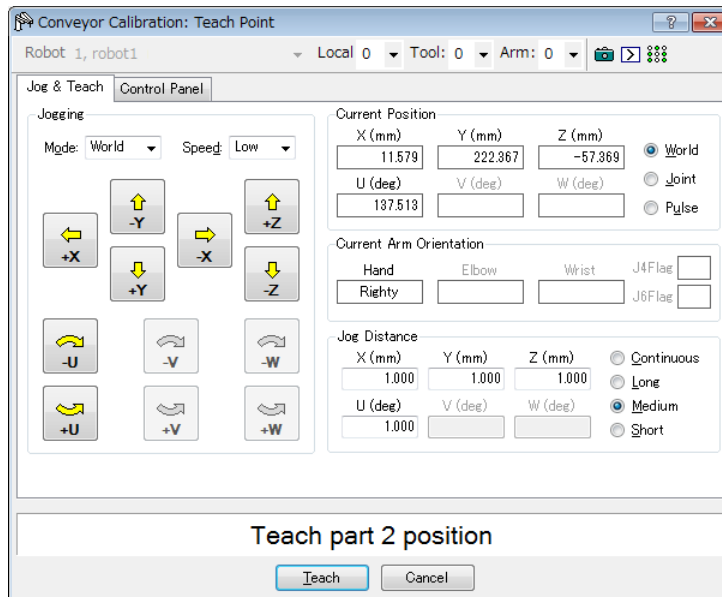 Conveyor Calibration: Teach Point
Robot 1, robot1 Local 0 Tool: 0 Arm: 0
Jog & Teach Control Panel
Jogging
Mode: World Speed: Low
-Y
+Z
+X
-X
+Y
-Z
-U -V -W
+U +V +W
Current Position
X (mm) Y (mm) Z (mm)
11.579 222.367 -57.369
U (deg) V (deg) W (deg)
137.513
World
Joint
Pulse
Current Arm Orientation
Hand Elbow Wrist J4Flag
Righty J6Flag
Jog Distance
X (mm) Y (mm) Z (mm)
1.000 1.000 1.000
U (deg) V (deg) W (deg)
1.000
Continuous
Long
Medium
Short
Teach part 2 position
Teach Cancel